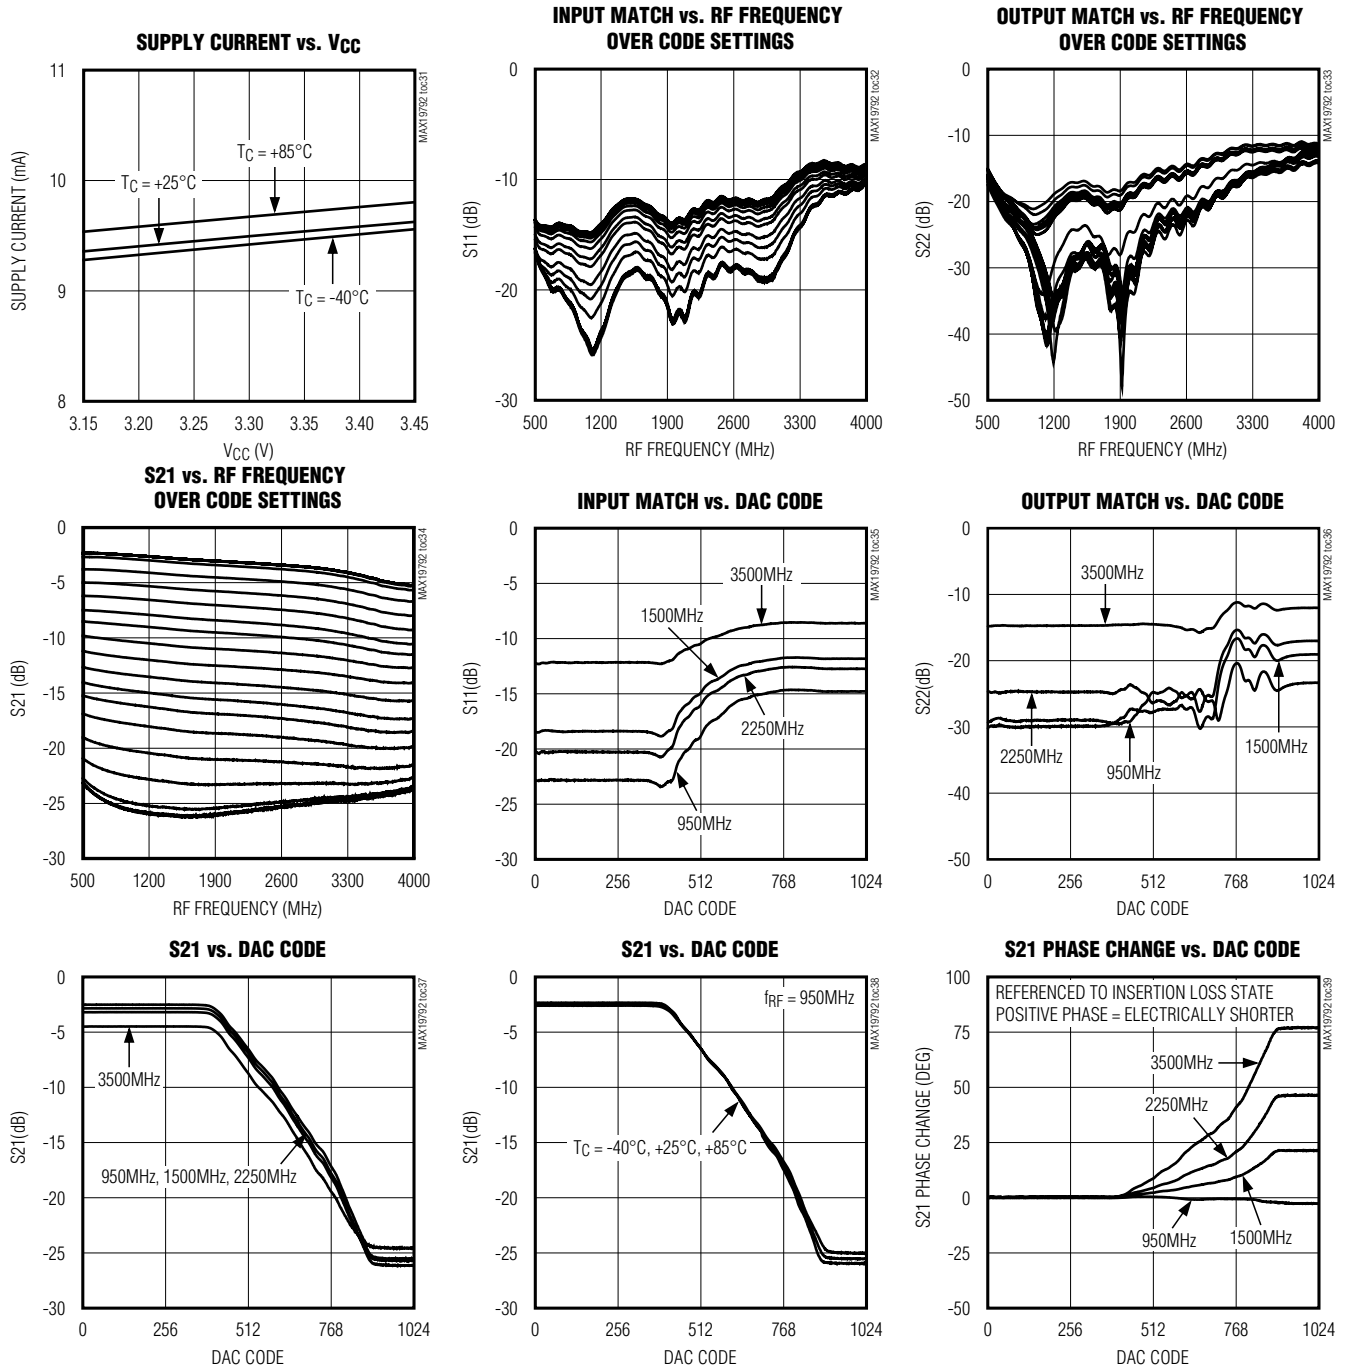 SUPPLY CURRENT vs. VCC
11
10
9
8
SUPPLY CURRENT (mA)
TC = +85°C
TC = +25°C
TC = -40°C
3.15 3.20 3.25 3.30 3.35 3.40 3.45
VCC (V)
MAX19792 toc31
INPUT MATCH vs. RF FREQUENCY
OVER CODE SETTINGS
0
-10
-20
-30
S11 (dB)
500 1200 1900 2600 3300 4000
RF FREQUENCY (MHz)
MAX19792 toc32
OUTPUT MATCH vs. RF FREQUENCY
OVER CODE SETTINGS
0
-10
-20
-30
-40
-50
S22 (dB)
500 1200 1900 2600 3300 4000
RF FREQUENCY (MHz)
MAX19792 toc33
S21 vs. RF FREQUENCY
OVER CODE SETTINGS
0
-5
-10
-15
-20
-25
-30
S21 (dB)
500 1200 1900 2600 3300 4000
RF FREQUENCY (MHz)
MAX19792 toc34
INPUT MATCH vs. DAC CODE
0
-5
-10
-15
-20
-25
-30
S11(dB)
3500MHz
1500MHz
2250MHz
950MHz
0 256 512 768 1024
DAC CODE
MAX19792 toc35
OUTPUT MATCH vs. DAC CODE
0
-10
-20
-30
-40
-50
S22(dB)
3500MHz
2250MHz
950MHz
1500MHz
0 256 512 768 1024
DAC CODE
MAX19792 toc36
S21 vs. DAC CODE
0
-5
-10
-15
-20
-25
-30
S21(dB)
3500MHz
950MHz, 1500MHz, 2250MHz
0 256 512 768 1024
DAC CODE
MAX19792 toc37
S21 vs. DAC CODE
0
-5
-10
-15
-20
-25
-30
S21(dB)
fRF = 950MHz
TC = -40°C, +25°C, +85°C
0 256 512 768 1024
DAC CODE
MAX19792 toc38
S21 PHASE CHANGE vs. DAC CODE
100
75
50
25
0
-25
-50
S21 PHASE CHANGE (DEG)
REFERENCED TO INSERTION LOSS STATE
POSITIVE PHASE = ELECTRICALLY SHORTER
3500MHz
2250MHz
950MHz
1500MHz
0 256 512 768 1024
DAC CODE
MAX19792 toc39